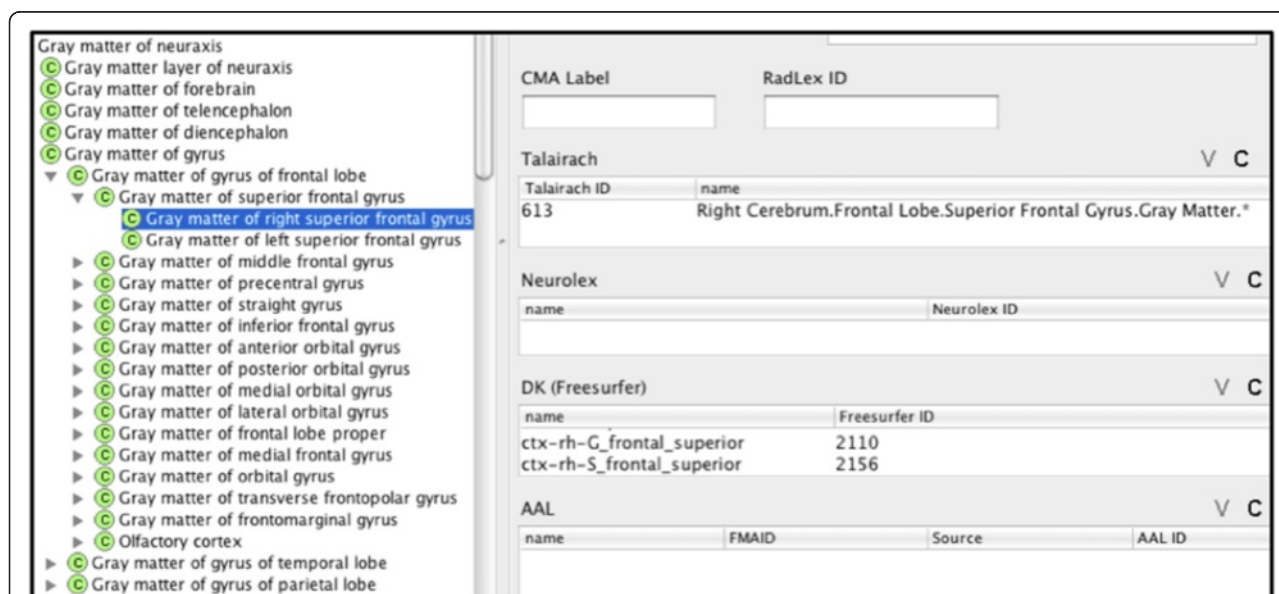 Gray matter of neuraxis
C Gray matter layer of neuraxis
C Gray matter of forebrain
C Gray matter of telencephalon
C Gray matter of diencephalon
C Gray matter of gyrus
C Gray matter of gyrus of frontal lobe
C Gray matter of superior frontal gyrus
C Gray matter of right superior frontal gyrus
C Gray matter of left superior frontal gyrus
C Gray matter of middle frontal gyrus
C Gray matter of precentral gyrus
C Gray matter of straight gyrus
C Gray matter of inferior frontal gyrus
C Gray matter of anterior orbital gyrus
C Gray matter of posterior orbital gyrus
C Gray matter of medial orbital gyrus
C Gray matter of lateral orbital gyrus
C Gray matter of frontal lobe proper
C Gray matter of medial frontal gyrus
C Gray matter of orbital gyrus
C Gray matter of transverse frontopolar gyrus
C Gray matter of frontomarginal gyrus
C Olfactory cortex
C Gray matter of gyrus of temporal lobe
C Gray matter of gyrus of parietal lobe
CMA Label RadLex ID
Talairach V C
Talairach ID name
613 Right Cerebrum.Frontal Lobe.Superior Frontal Gyrus.Gray Matter.*
Neurolex V C
name Neurolex ID
DK (Freesurfer) V C
name Freesurfer ID
ctx-rh-G_frontal_superior 2110
ctx-rh-S_frontal_superior 2156
AAL V C
name FMAID Source AAL ID